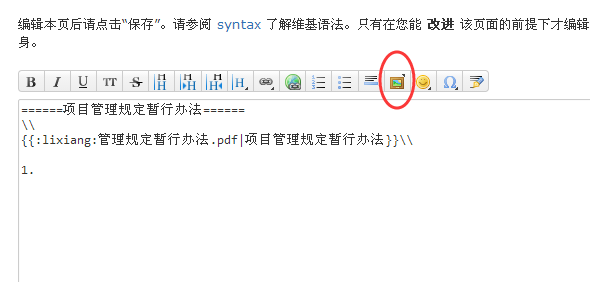 编辑本页后请点击“保存”。请参阅 syntax 了解维基语法。只有在您能 改进 该页面的前提下才编辑
身。
B I U TT S H H H H Ω
======项目管理规定暂行办法======
\\
{{:lixiang:管理规定暂行办法.pdf|项目管理规定暂行办法}}\\
1.